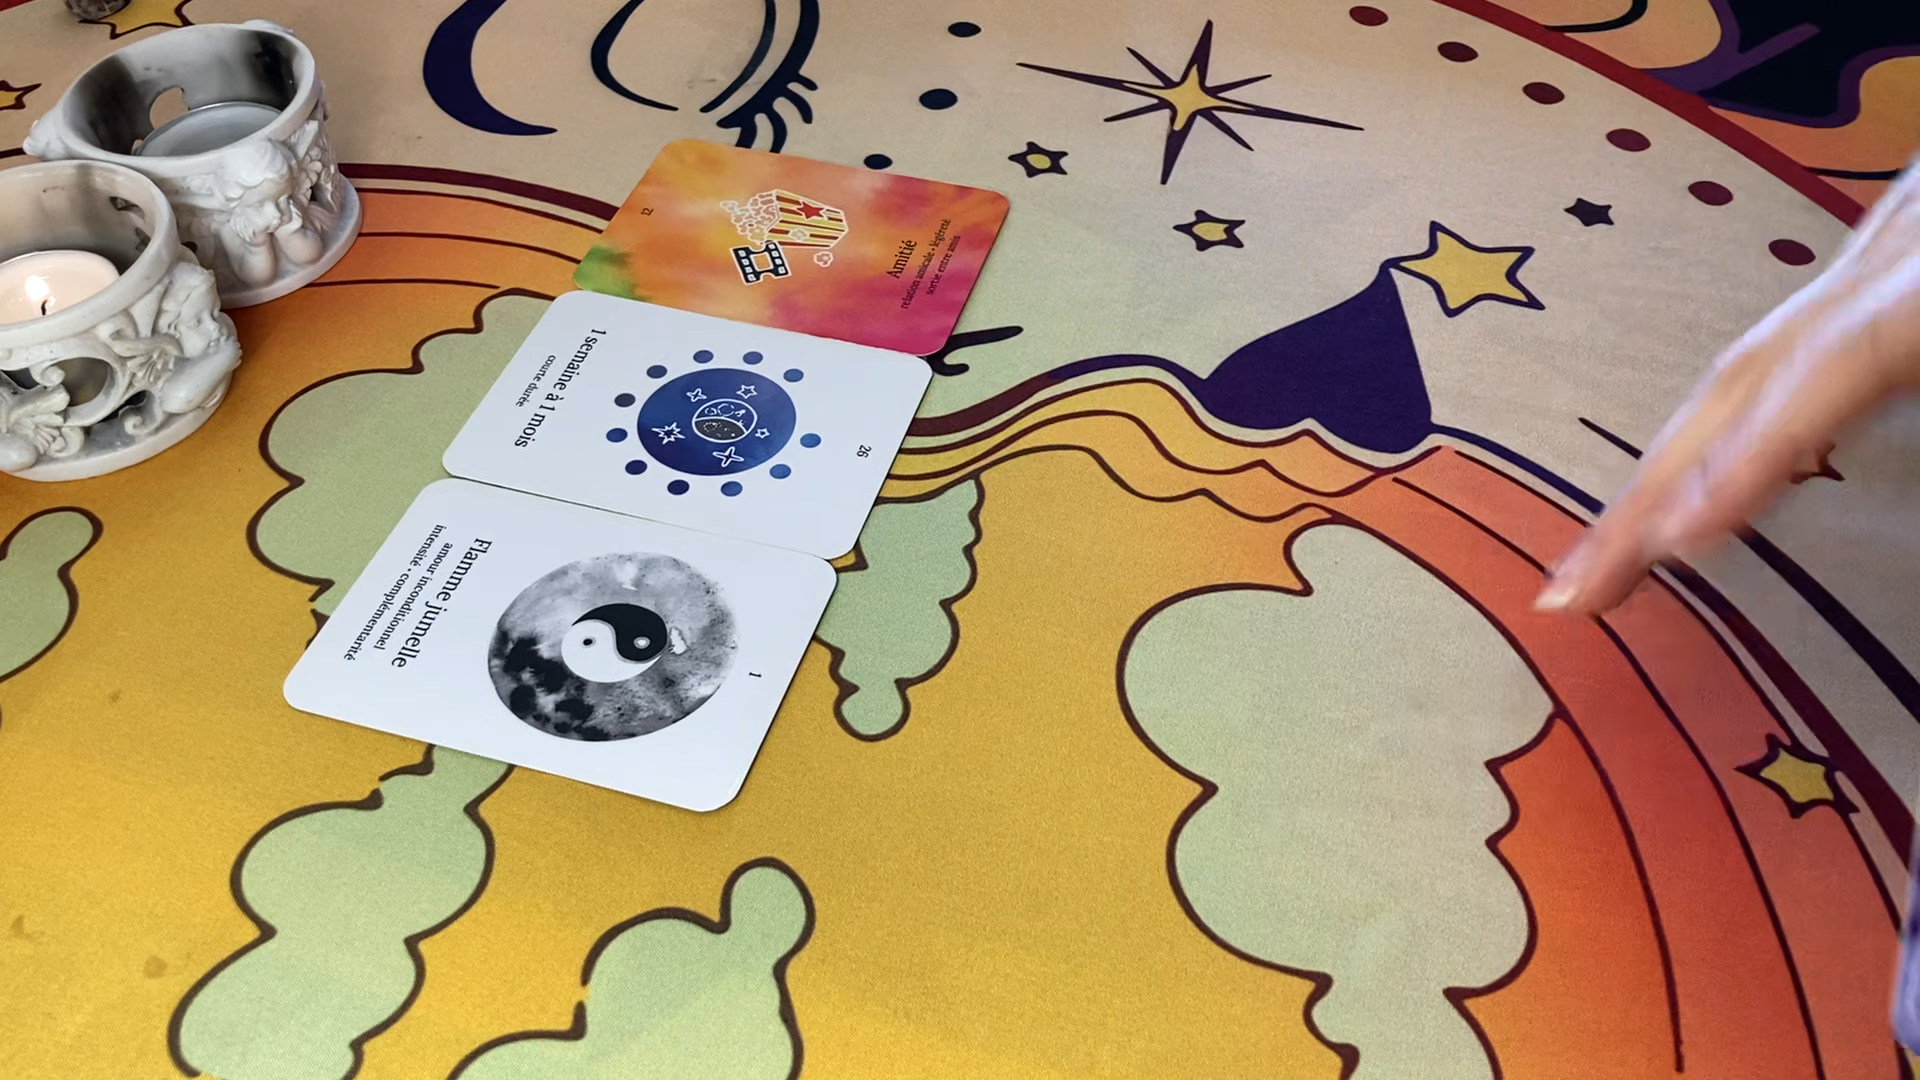 12
Amitié
relation amicale • légèreté
sortie entre amis
1 semaine à 1 mois
courte durée
26
Flamme jumelle
amour inconditionnel
intensité • complémentarité
1